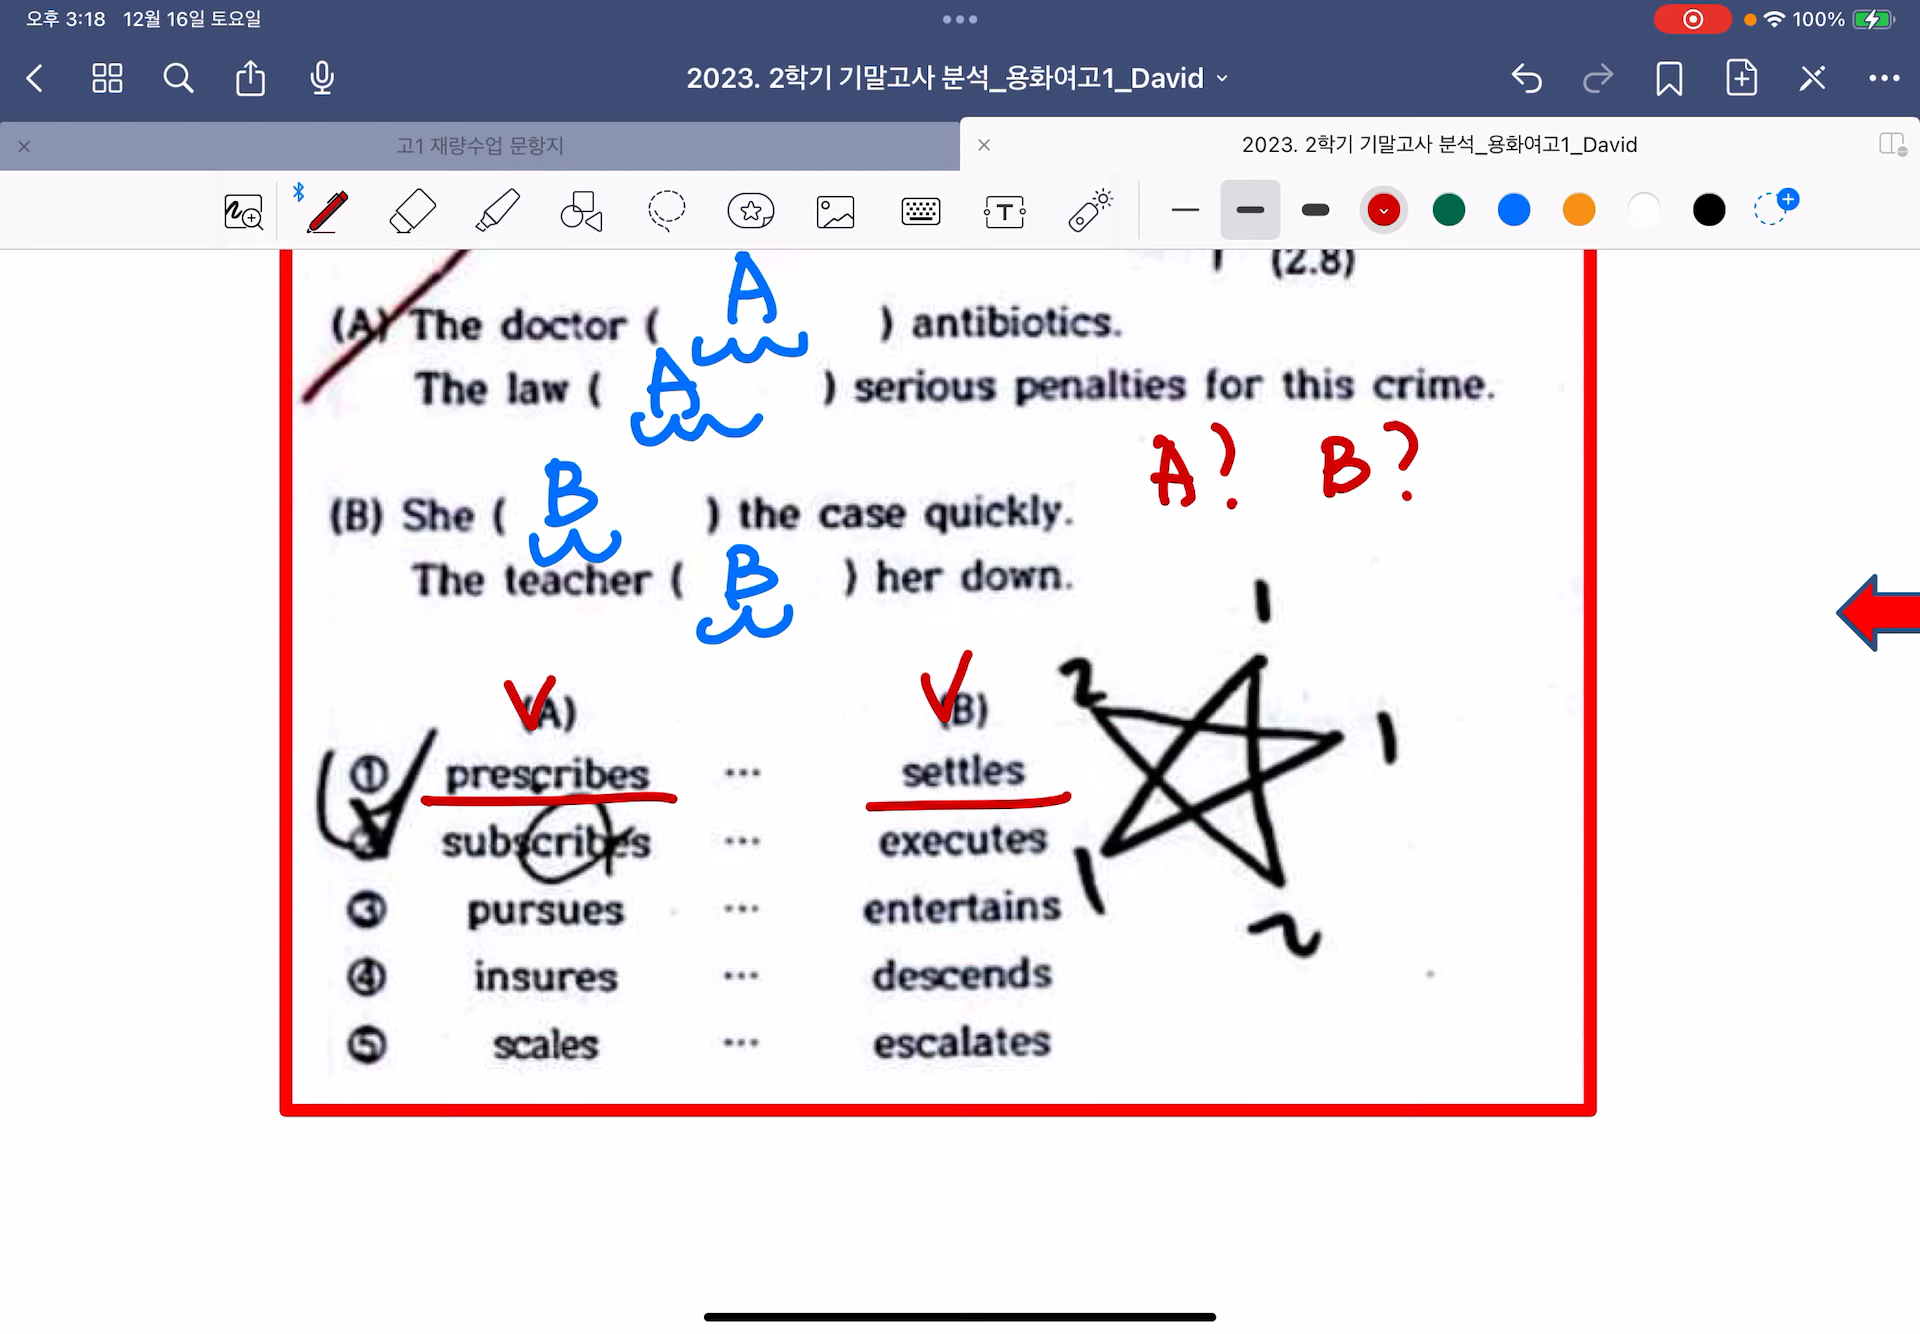 오후 3:18 12월 16일 토요일
100%
2023. 2학기 기말고사 분석_용화여고1_David
고1 재량수업 문항지
2023. 2학기 기말고사 분석_용화여고1_David
T
(2.8)
(A) The doctor ( A ) antibiotics.
The law ( A ) serious penalties for this crime.
A? B?
(B) She ( B ) the case quickly.
The teacher ( B ) her down.
1
2
1
1
2
(A) (B)
① prescribes ··· settles
② subscribes ··· executes
③ pursues ··· entertains
④ insures ··· descends
⑤ scales ··· escalates